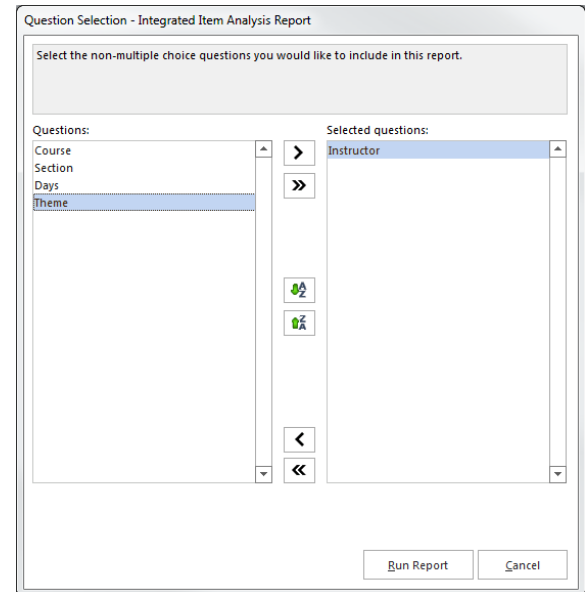 Question Selection - Integrated Item Analysis Report
Select the non-multiple choice questions you would like to include in this report.
Questions:
Selected questions:
Course
Section
Days
Theme
Instructor
A
Z
Z
A
Run Report
Cancel